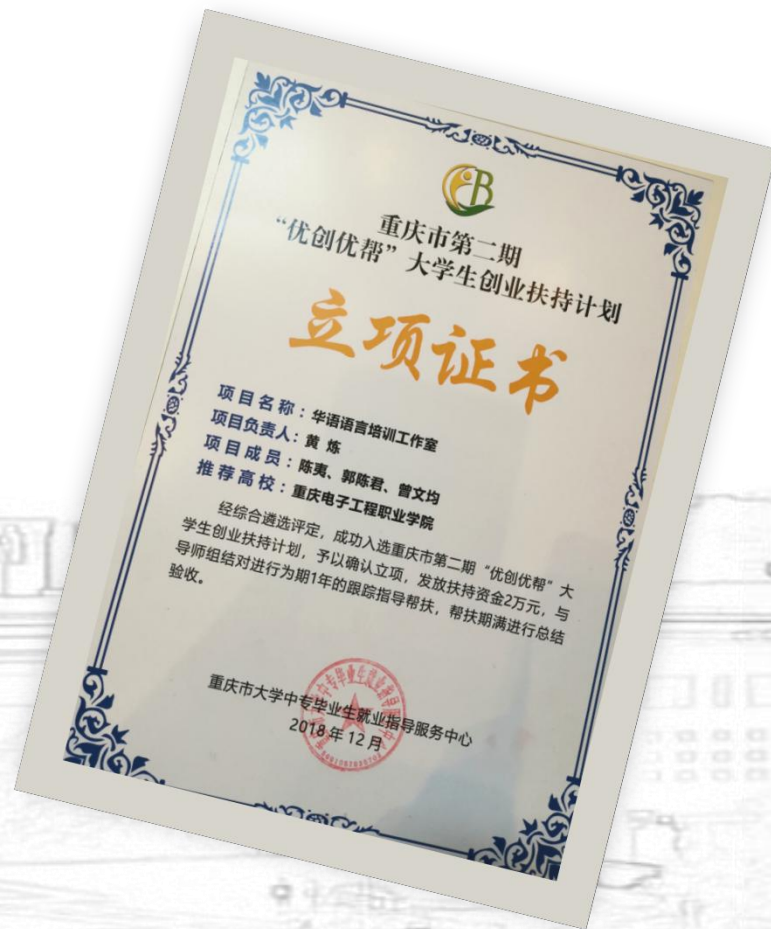 重庆市第二期
“优创优帮”大学生创业扶持计划
立项证书
项目名称：华语语言培训工作室
项目负责人：黄炼
项目成员：陈夷、郭陈君、曾文均
推荐高校：重庆电子工程职业学院
经综合遴选评定，成功入选重庆市第二期“优创优帮”大
学生创业扶持计划，予以确认立项，发放扶持资金2万元，与
导师组结对进行为期1年的跟踪指导帮扶，帮扶期满进行总结
验收。
重庆市大学中专毕业生就业指导服务中心
2018年12月